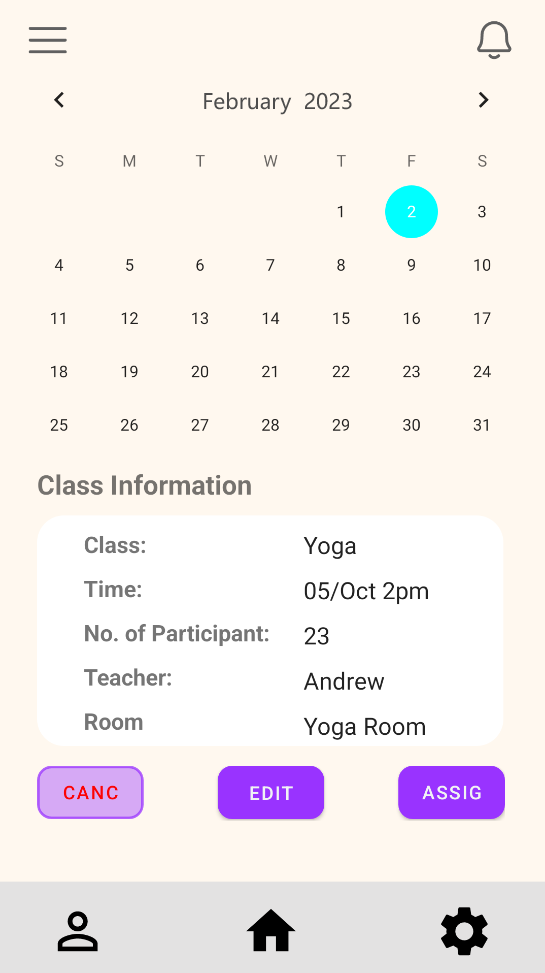 February 2023
S M T W T F S
1 2 3
4 5 6 7 8 9 10
11 12 13 14 15 16 17
18 19 20 21 22 23 24
25 26 27 28 29 30 31
Class Information
Class: Yoga
Time: 05/Oct 2pm
No. of Participant: 23
Teacher: Andrew
Room Yoga Room
CANC EDIT ASSIG